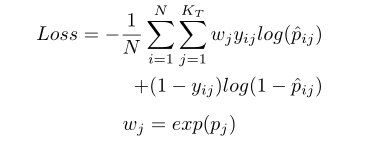 Loss = -\frac{1}{N} \sum_{i=1}^{N} \sum_{j=1}^{K_T} w_j y_{ij} log(\hat{p}_{ij})
+(1 - y_{ij})log(1 - \hat{p}_{ij})
w_j = exp(p_j)